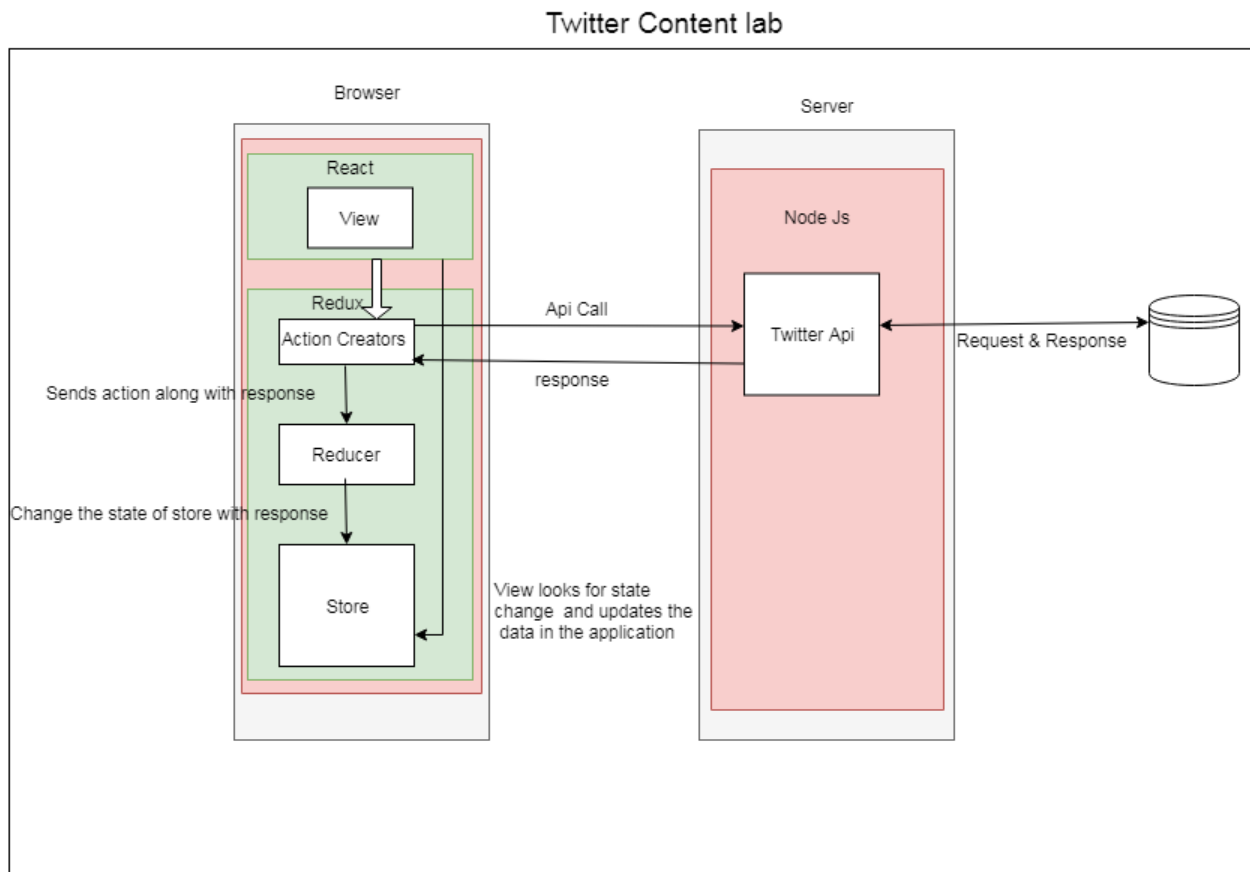 Twitter Content lab
Browser
Server
React
View
Node Js
Redux
Action Creators
Api Call
Twitter Api
Request & Response
response
Sends action along with response
Reducer
Change the state of store with response
Store
View looks for state
change and updates the
data in the application